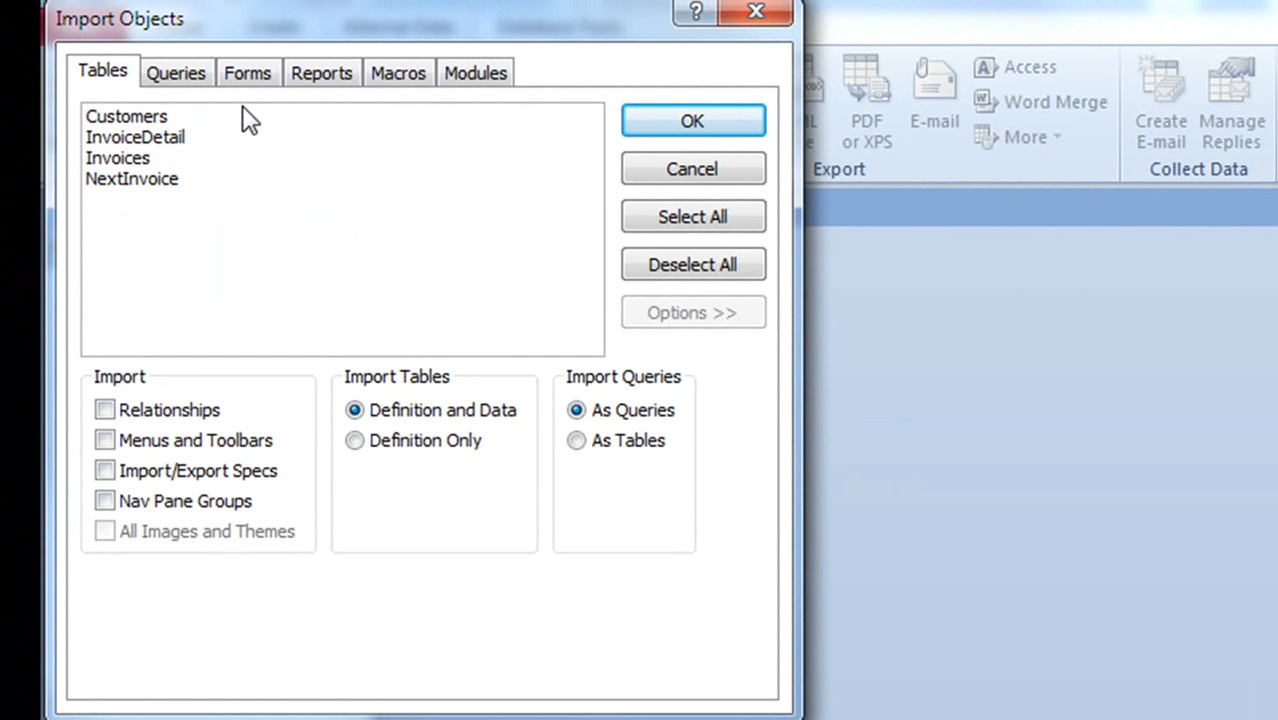 Import Objects
?
Tables Queries Forms Reports Macros Modules
Customers
InvoiceDetail
Invoices
NextInvoice
OK
Cancel
Select All
Deselect All
Options >>
Import
Relationships
Menus and Toolbars
Import/Export Specs
Nav Pane Groups
All Images and Themes
Import Tables
Definition and Data
Definition Only
Import Queries
As Queries
As Tables
PDF
or XPS
E-mail
Access
Word Merge
More
Export
Create
E-mail
Manage
Replies
Collect Data